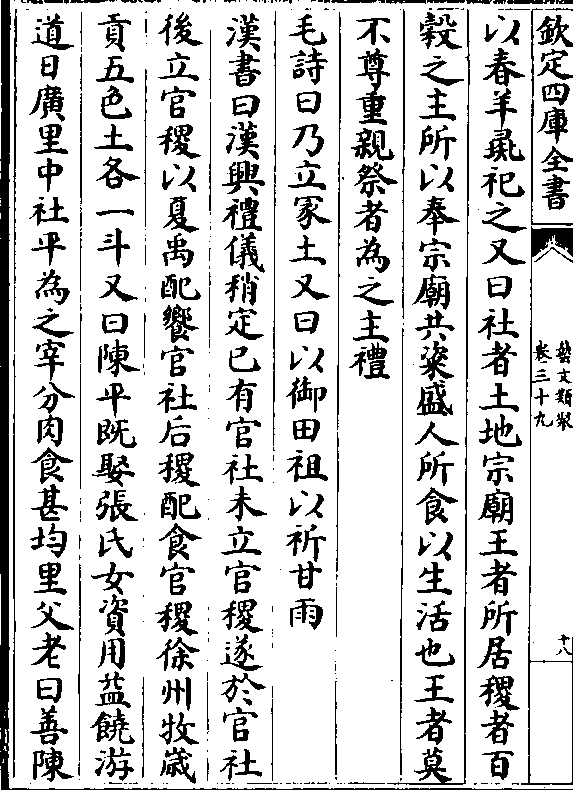 欽定四庫全書
藝文類聚
卷三十九
十八
以春羊彘祀之又曰社者土地宗廟王者所居稷者百
穀之主所以奉宗廟共粢盛人所食以生活也王者莫
不尊重親祭者為之主禮
毛詩曰乃立冢土又曰以御田祖以祈甘雨
漢書曰漢興禮儀稍定已有官社未立官稷遂於官社
後立官稷以夏禹配饗官社后稷配食官稷徐州牧歲
貢五色土各一斗又曰陳平既娶張氏女資用益饒游
道日廣里中社平為之宰分肉食甚均里父老曰善陳